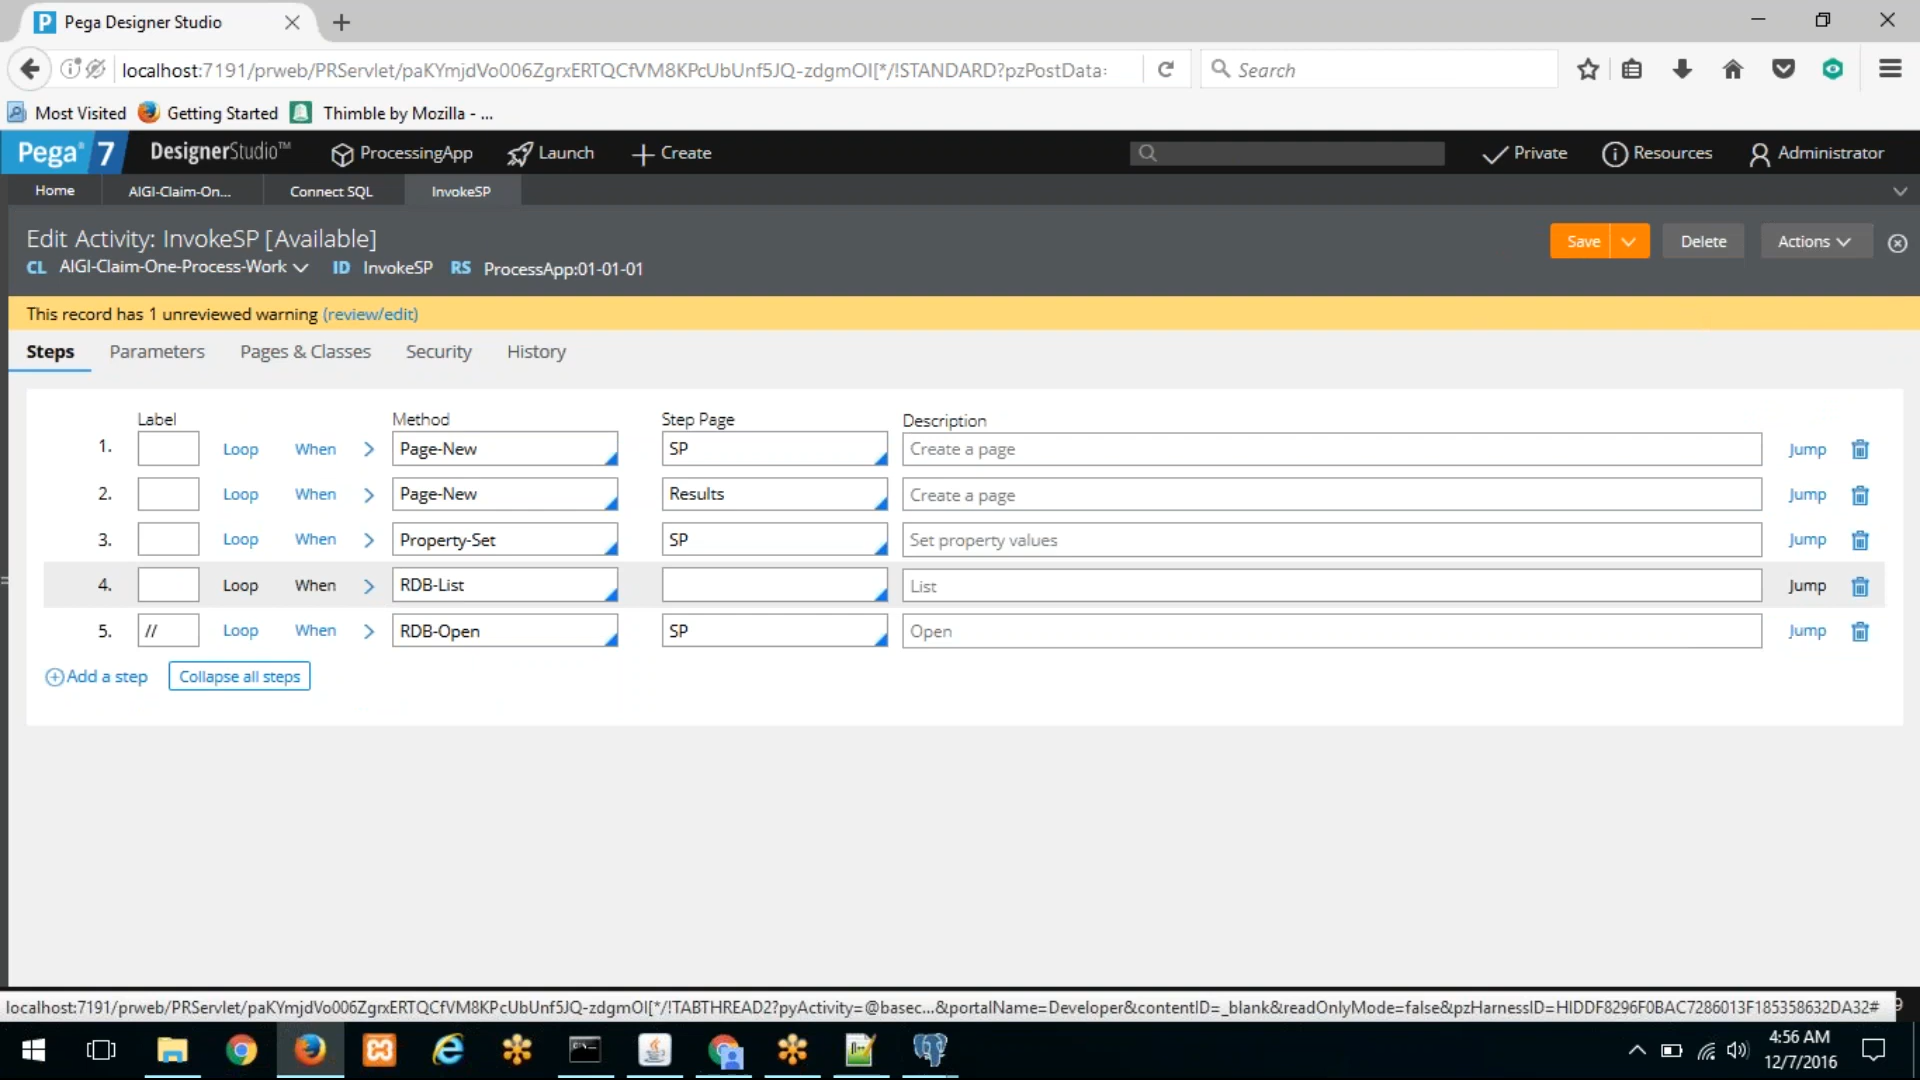 Pega Designer Studio
localhost:7191/prweb/PRServlet/paKYmjdVo006ZgrxERTQCfVM8KPcUbUnf5JQ-zdgmOI[*/!STANDARD?pzPostData:
Search
Most Visited
Getting Started
Thimble by Mozilla - ...
Pega 7
DesignerStudio™
ProcessingApp
Launch
Create
Private
Resources
Administrator
Home
AIGI-Claim-On...
Connect SQL
InvokeSP
Edit Activity: InvokeSP [Available]
CL AIGI-Claim-One-Process-Work ID InvokeSP RS ProcessApp:01-01-01
Save
Delete
Actions
This record has 1 unreviewed warning (review/edit)
Steps
Parameters
Pages & Classes
Security
History
Label Method Step Page Description
1. Loop When Page-New SP Create a page Jump
2. Loop When Page-New Results Create a page Jump
3. Loop When Property-Set SP Set property values Jump
4. Loop When RDB-List List Jump
5. // Loop When RDB-Open SP Open Jump
Add a step
Collapse all steps
localhost:7191/prweb/PRServlet/paKYmjdVo006ZgrxERTQCfVM8KPcUbUnf5JQ-zdgmOI[*/!TABTHREAD2?pyActivity=@basec...&portalName=Developer&contentID=_blank&readOnlyMode=false&pzHarnessID=HIDDF8296F0BAC7286013F185358632DA32#
4:56 AM
12/7/2016